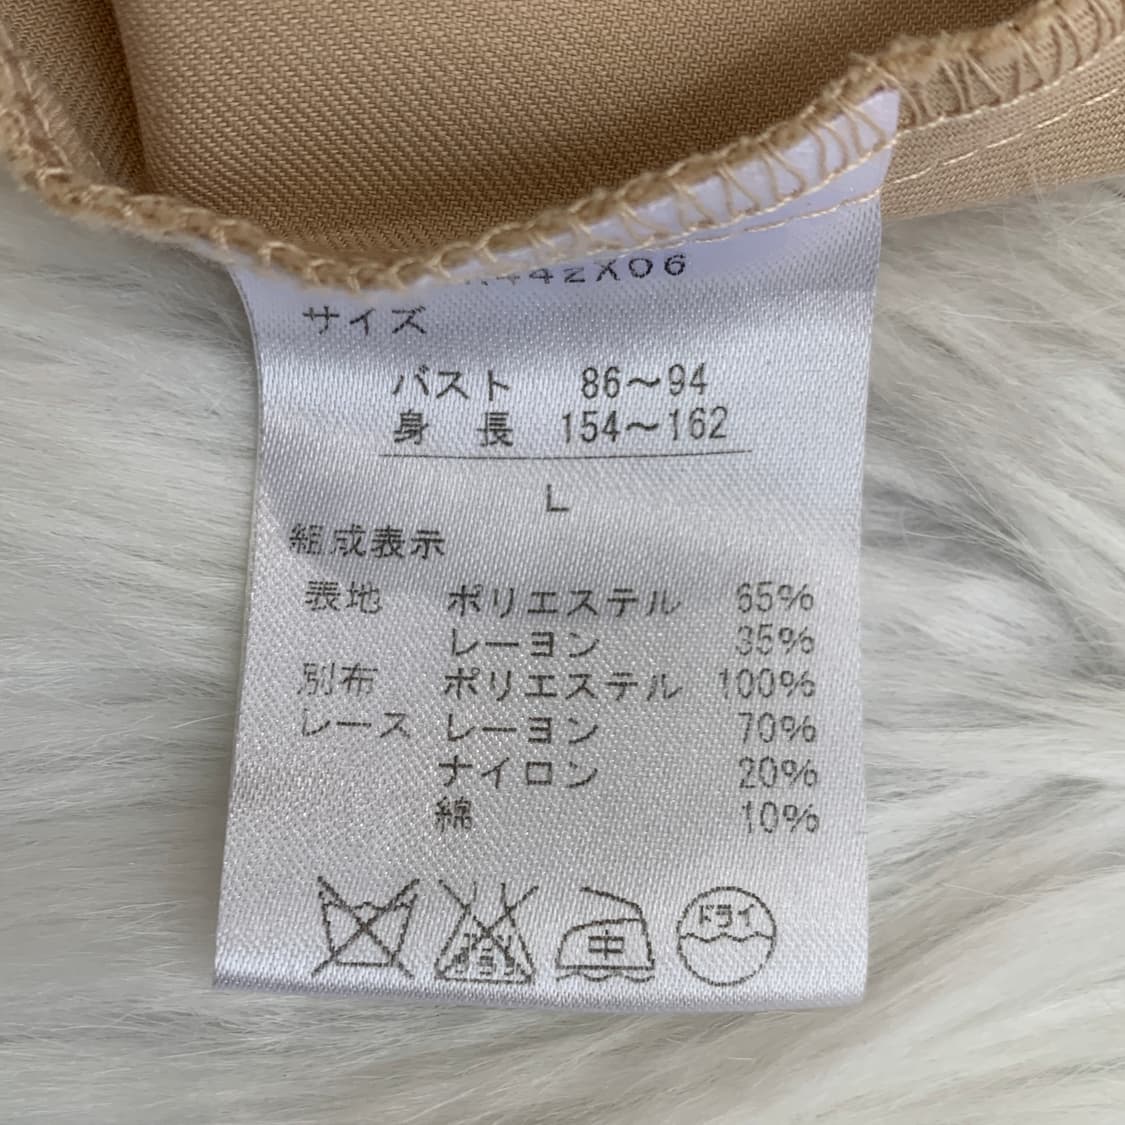 442X06
サイズ
バスト 86～94
身 長 154～162
L
組成表示
表地 ポリエステル 65%
レーヨン 35%
別布 ポリエステル 100%
レース レーヨン 70%
ナイロン 20%
綿 10%
中 ドライ